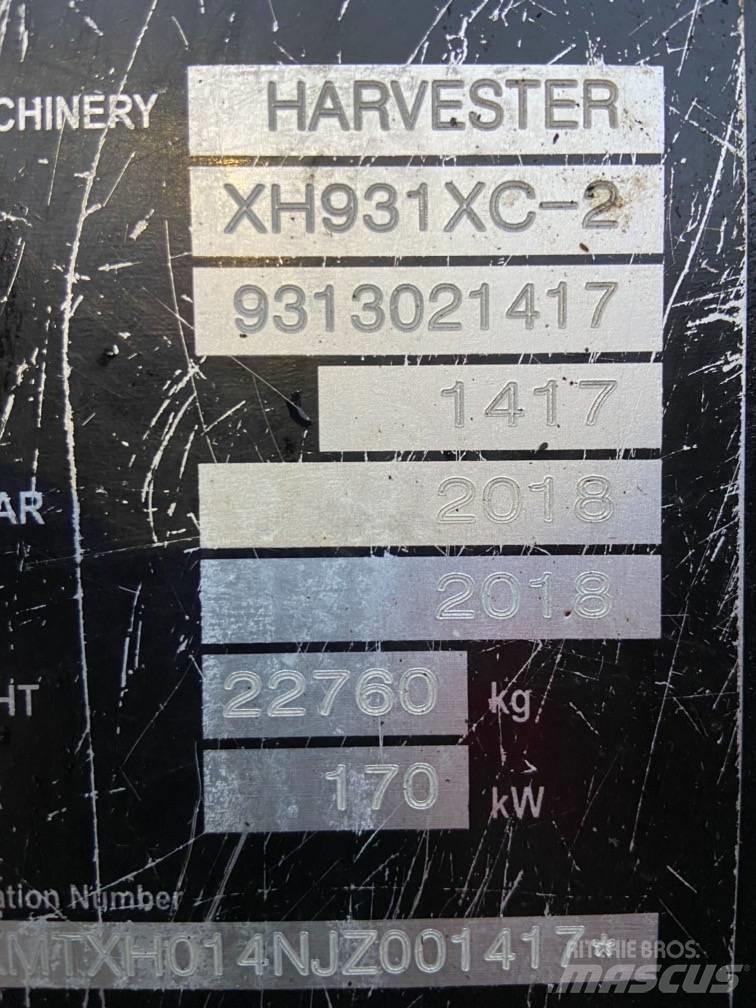 CHINERY HARVESTER
XH931XC-2
9313021417
1417
AR 2018
2018
HT 22760 kg
170 kW
ation Number
MTXH014NJZ001417*
RITCHIE BROS.
MASCUS